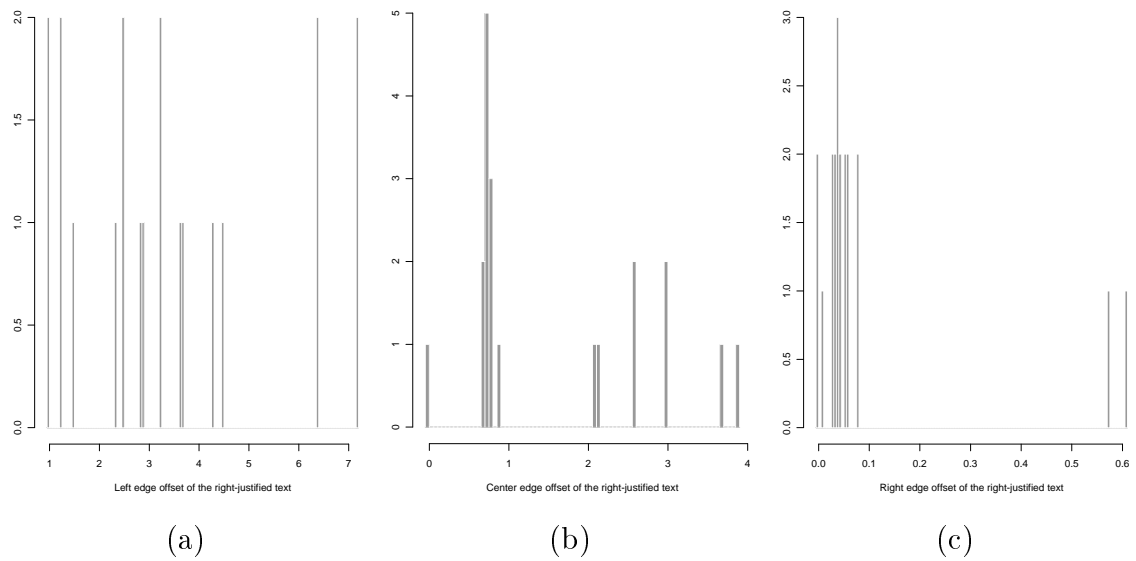 2.0
1.5
1.0
0.5
0.0
1 2 3 4 5 6 7
Left edge offset of the right-justified text
(a)
5
4
3
2
1
0
0 1 2 3 4
Center edge offset of the right-justified text
(b)
3.0
2.5
2.0
1.5
1.0
0.5
0.0
0.0 0.1 0.2 0.3 0.4 0.5 0.6
Right edge offset of the right-justified text
(c)